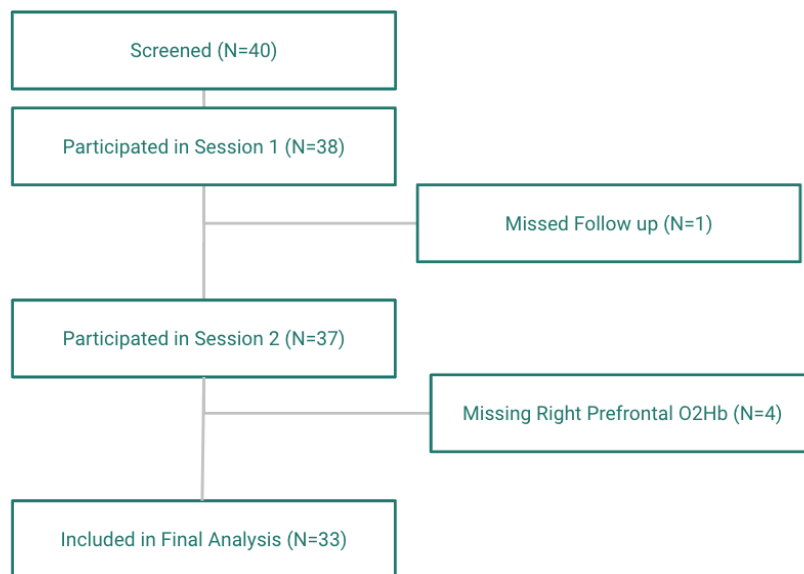 Screened (N=40)
Participated in Session 1 (N=38)
Missed Follow up (N=1)
Participated in Session 2 (N=37)
Missing Right Prefrontal O2Hb (N=4)
Included in Final Analysis (N=33)